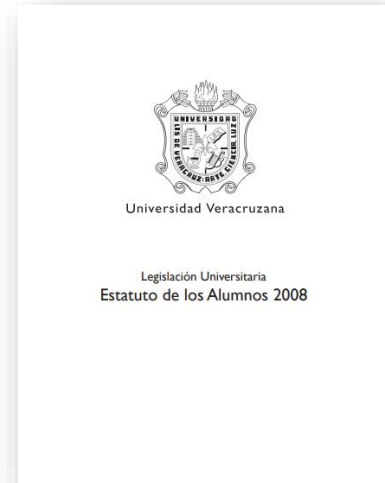 UNIVERSIDAD
LIS DE VERACRUZ: ARTE CIENCIA LUZ
Universidad Veracruzana
Legislación Universitaria
Estatuto de los Alumnos 2008